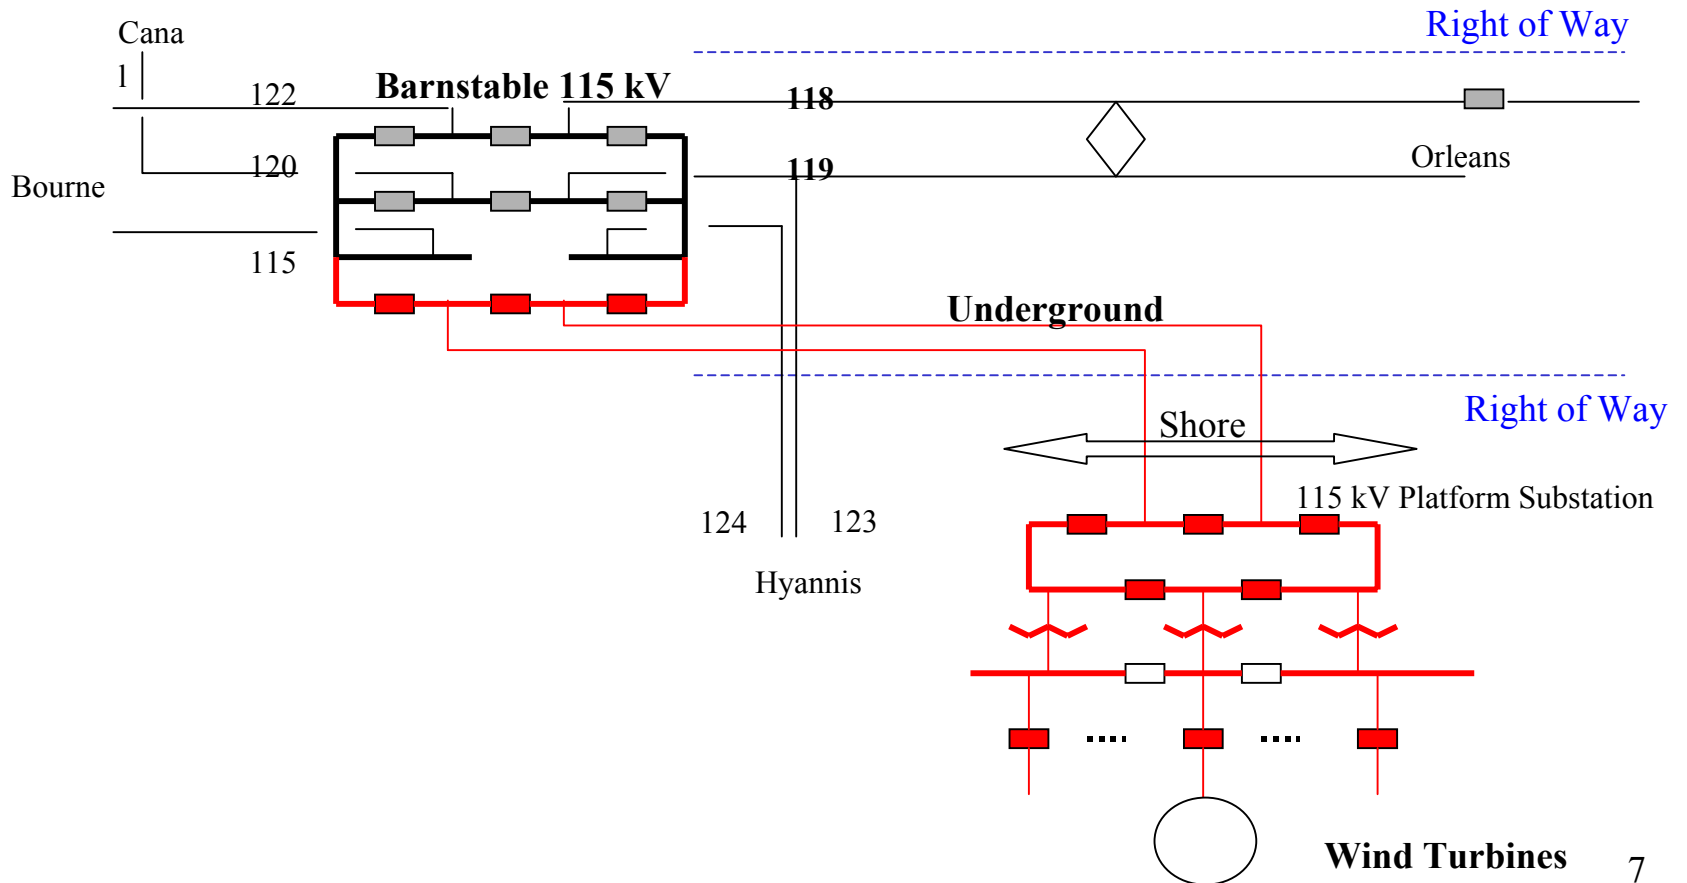 Right of Way
Cana
l
Barnstable 115 kV
122
118
120
119
Orleans
Bourne
115
Underground
Right of Way
Shore
115 kV Platform Substation
124
123
Hyannis
Wind Turbines
7